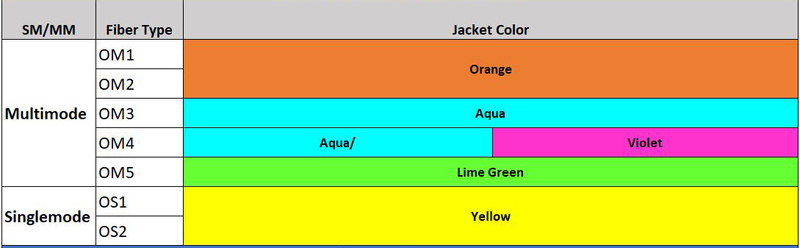 SM/MM Fiber Type Jacket Color
OM1
Orange
OM2
Multimode OM3 Aqua
OM4 Aqua/ Violet
OM5 Lime Green
OS1
Singlemode Yellow
OS2